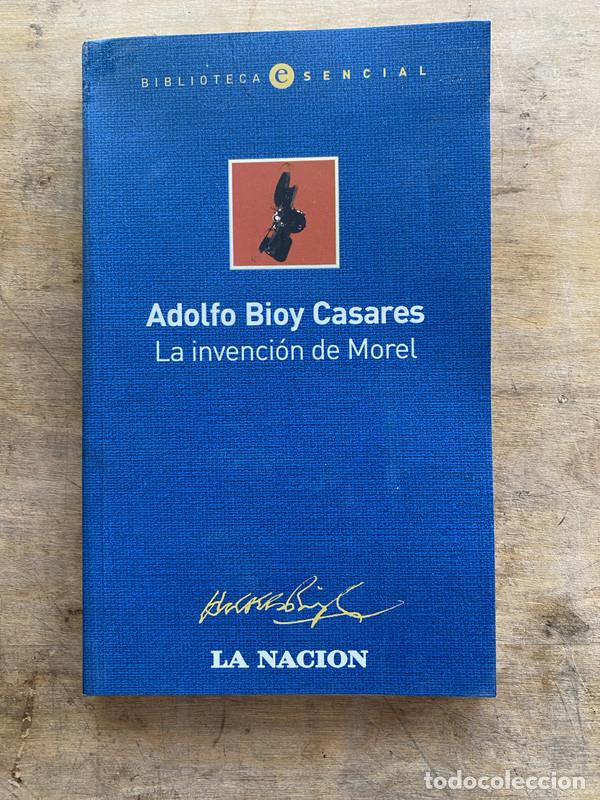 BIBLIOTECA eSENCIAL
Adolfo Bioy Casares
La invención de Morel
LA NACION
todocoleccion